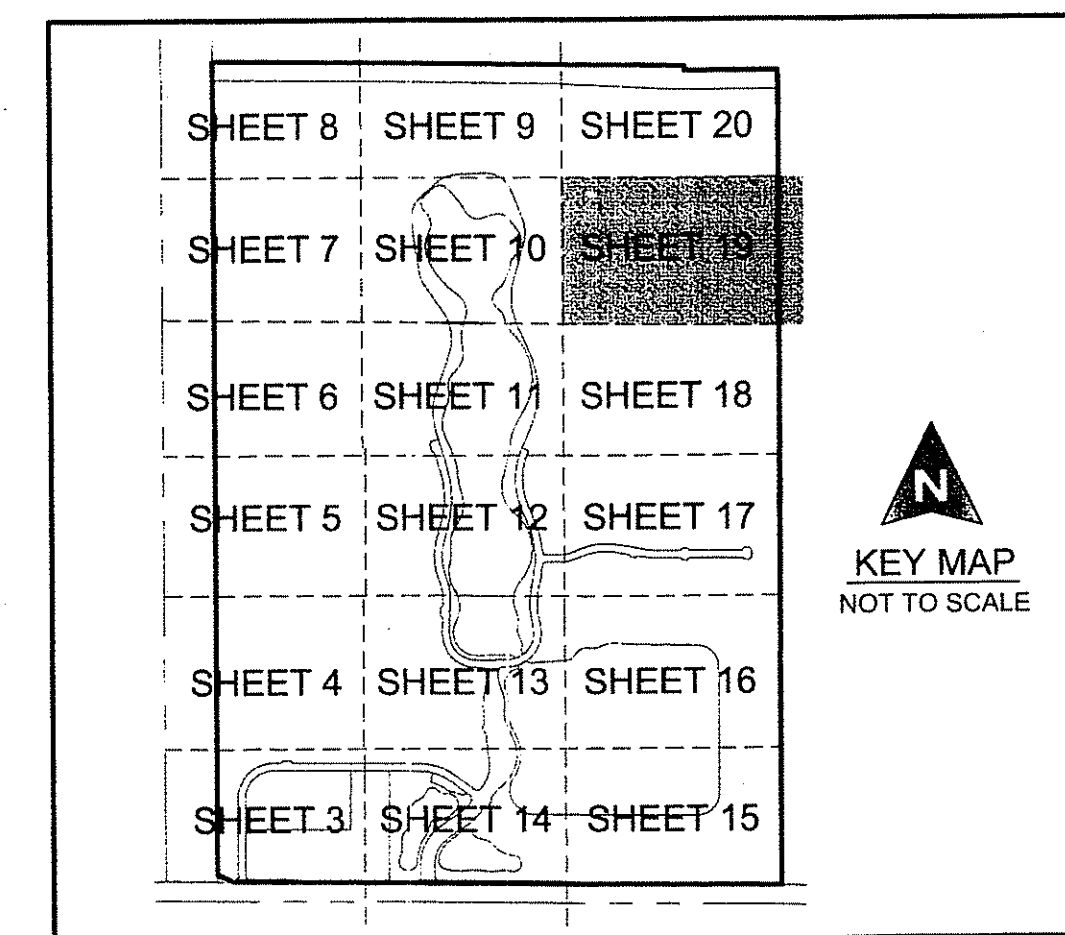 SHEET 8 SHEET 9 SHEET 20
SHEET 7 SHEET 10 SHEET 19
SHEET 6 SHEET 11 SHEET 18
SHEET 5 SHEET 12 SHEET 17
N
KEY MAP
NOT TO SCALE
SHEET 4 SHEET 13 SHEET 16
SHEET 3 SHEET 14 SHEET 15